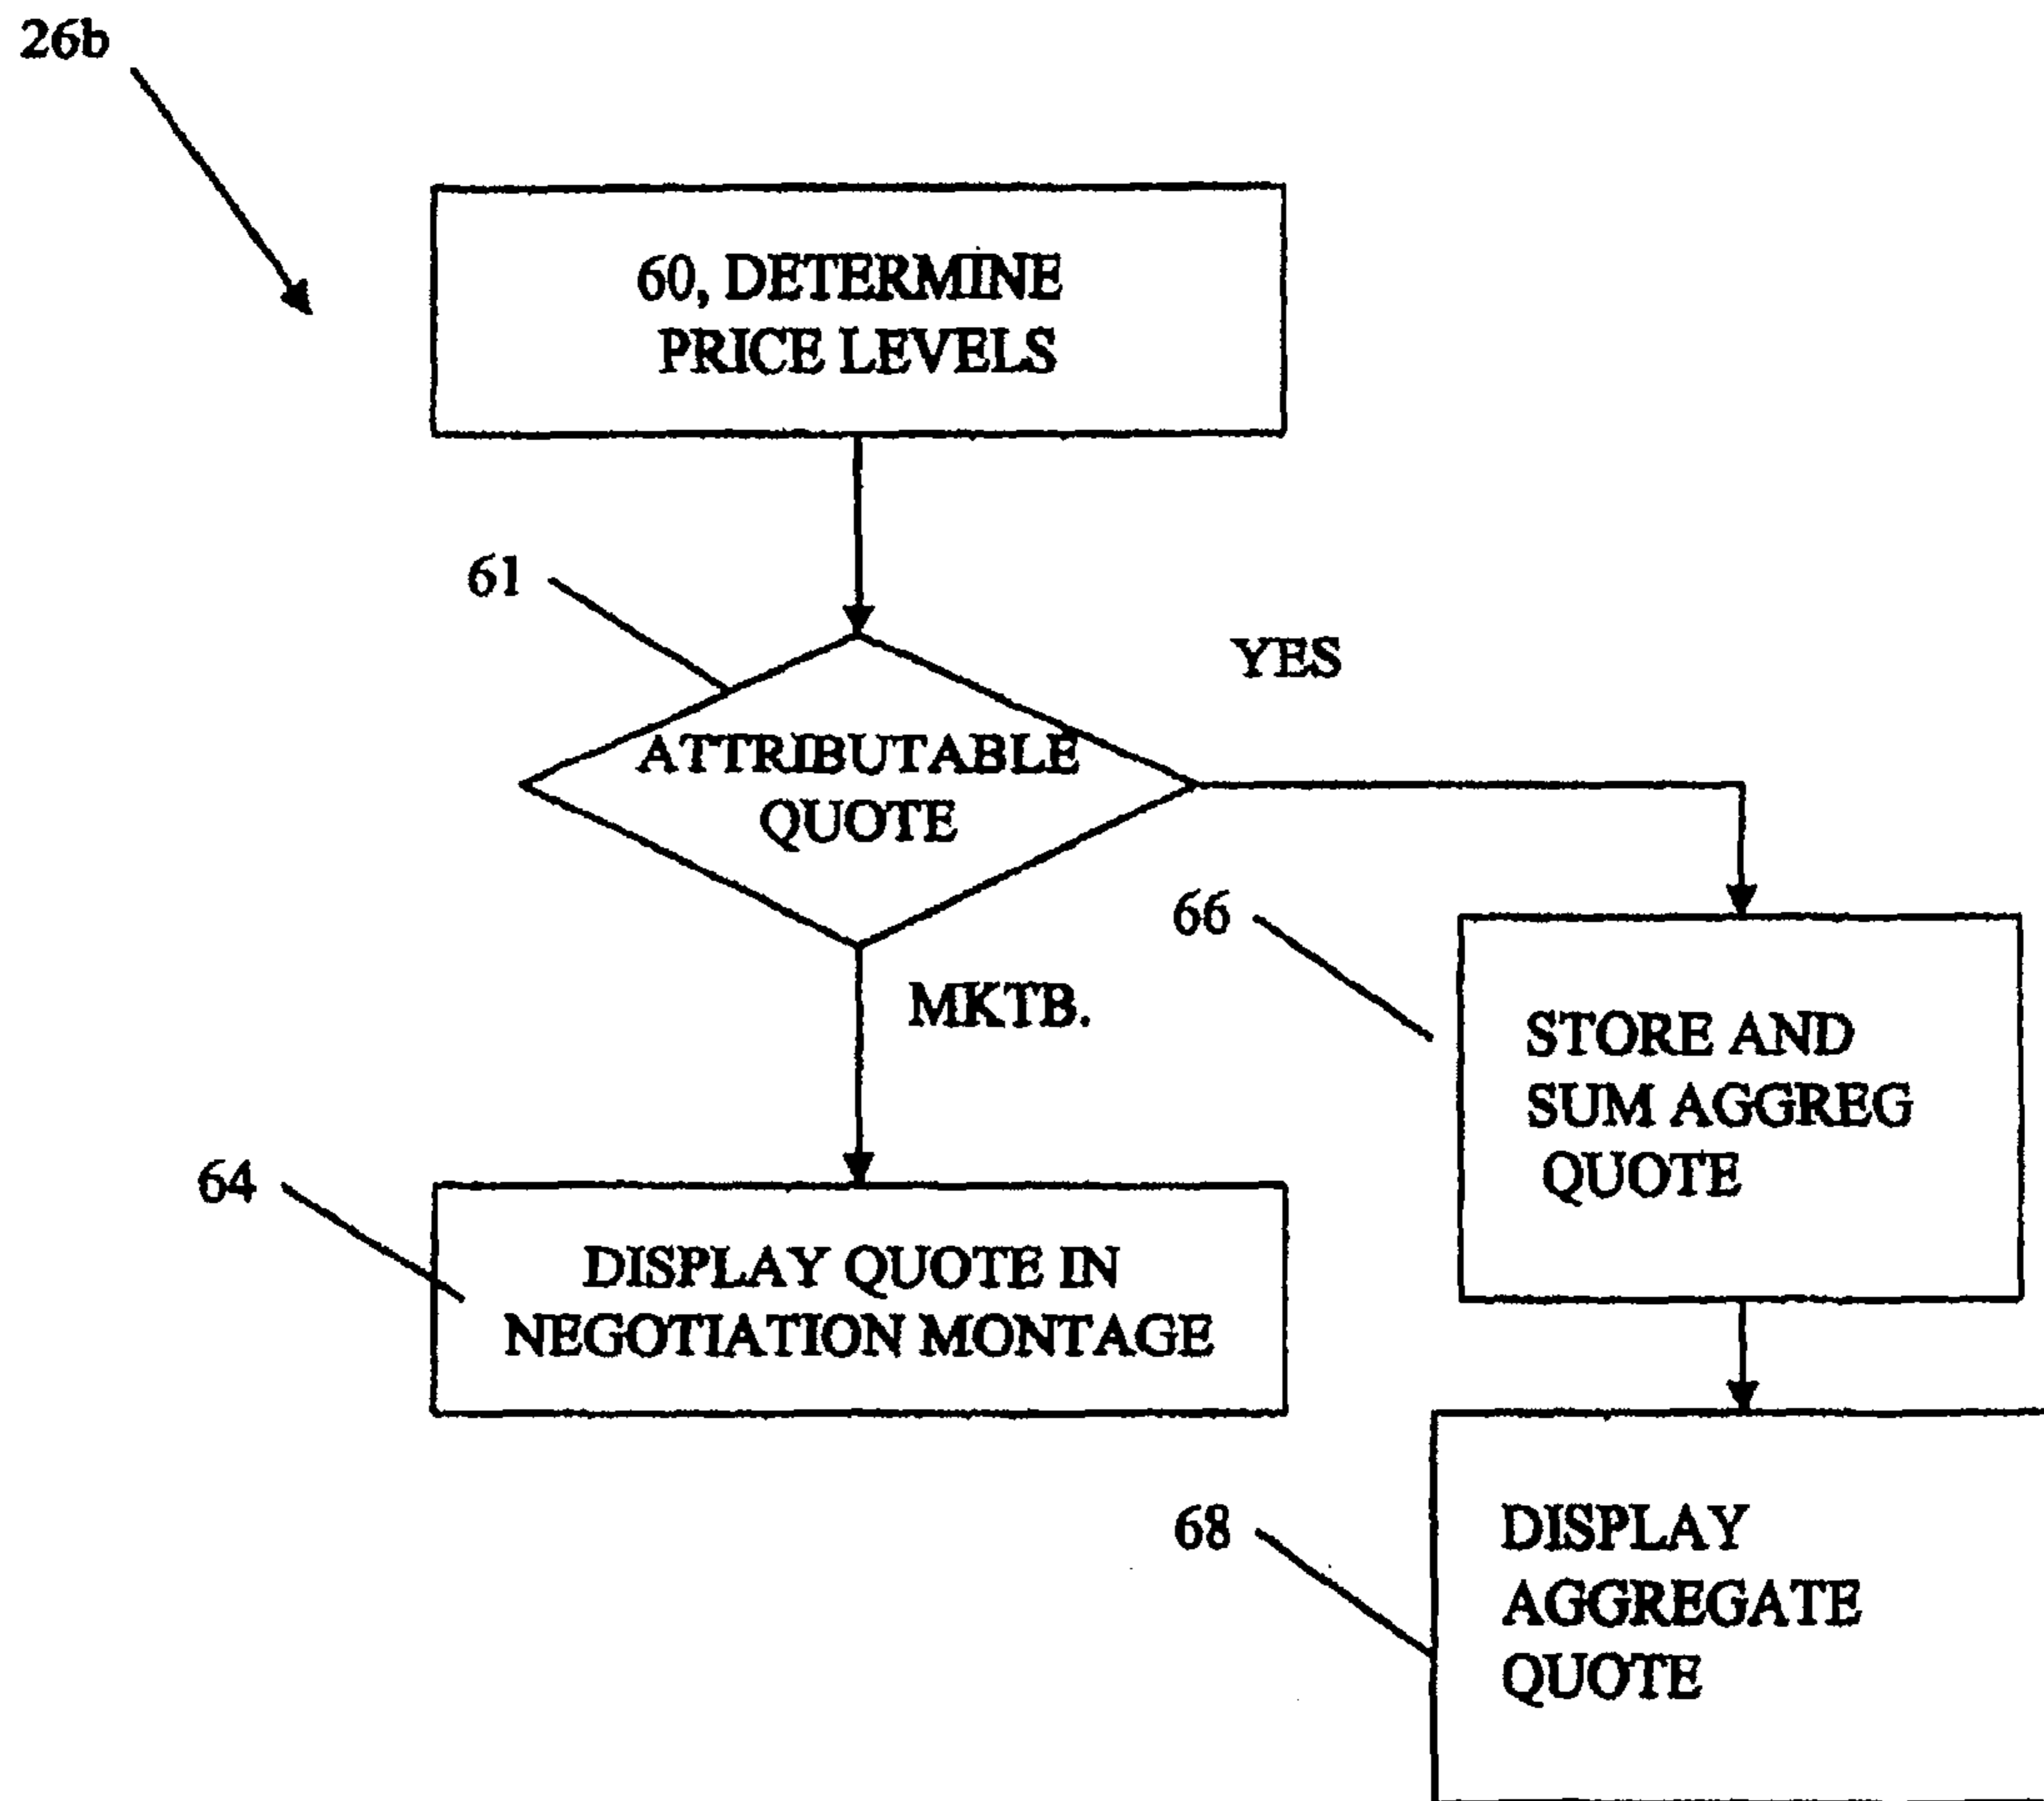 26b
60, DETERMINE
PRICE LEVELS
61
YES
ATTRIBUTABLE
QUOTE
66
MKTB.
STORE AND
SUM AGGREG
QUOTE
64
DISPLAY QUOTE IN
NEGOTIATION MONTAGE
68
DISPLAY
AGGREGATE
QUOTE